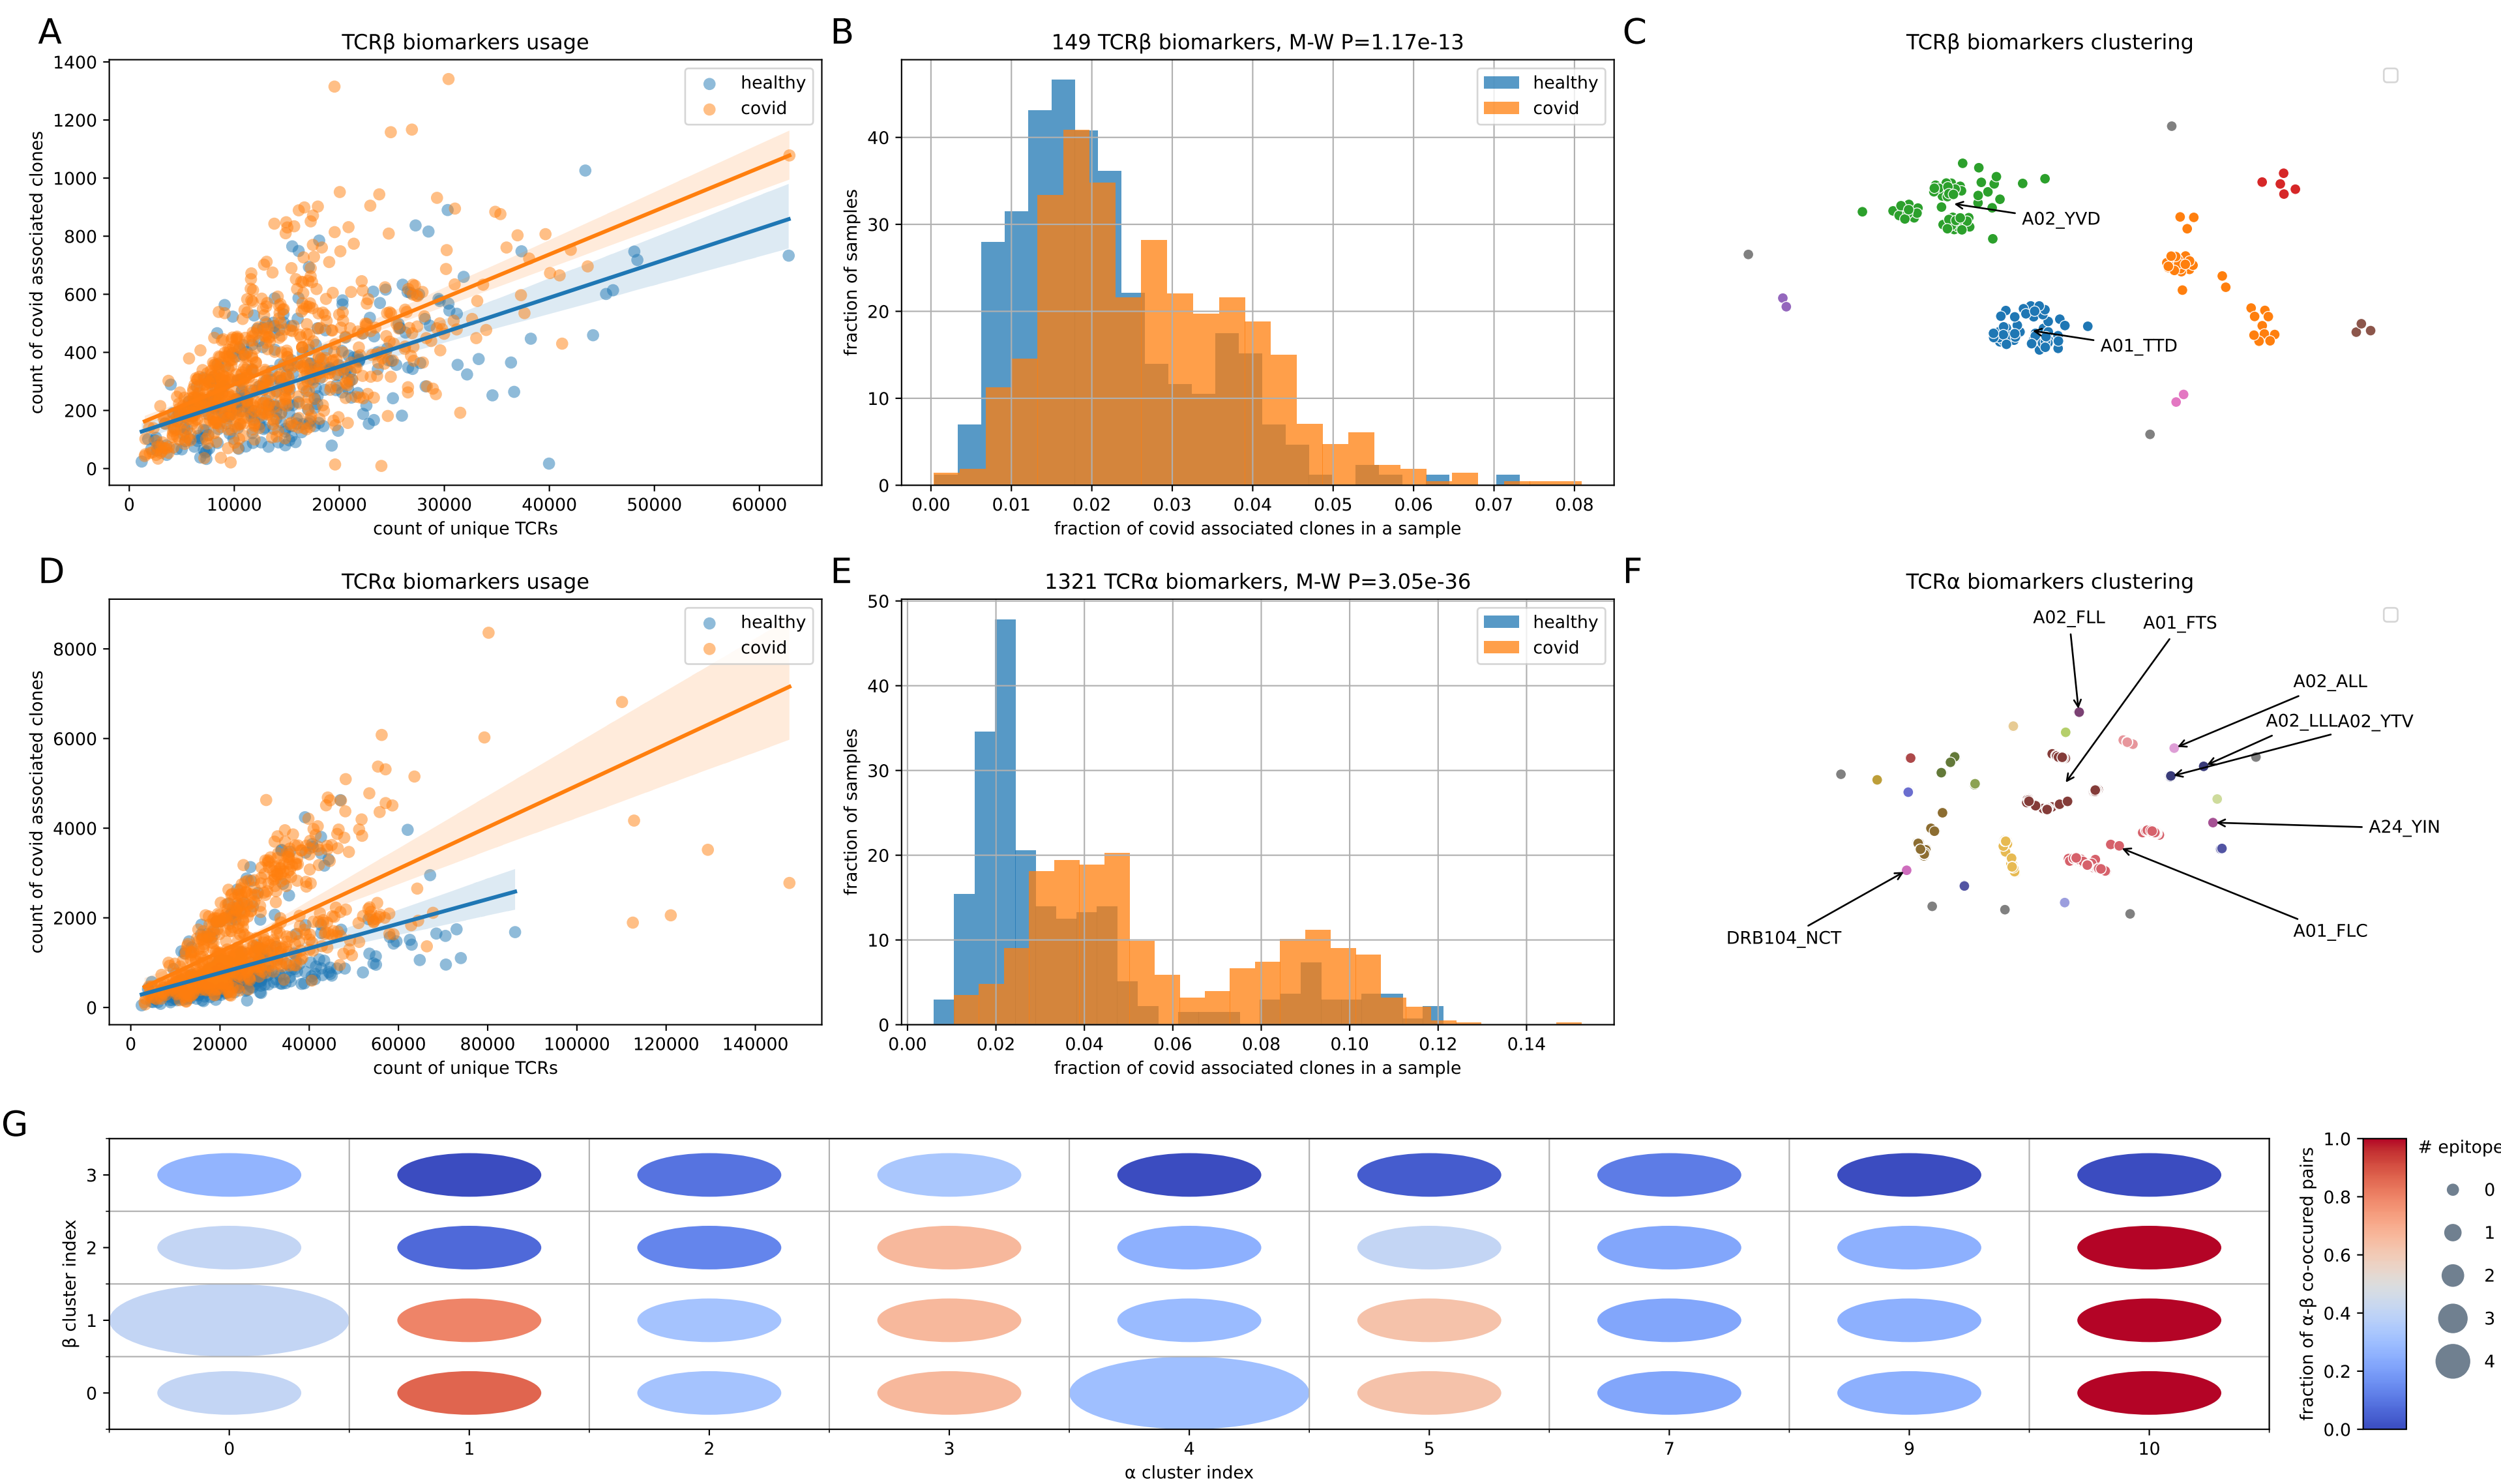 A
TCRβ biomarkers usage
healthy
covid
count of covid associated clones
1400
1200
1000
800
600
400
200
0
0 10000 20000 30000 40000 50000 60000
count of unique TCRs
B
149 TCRβ biomarkers, M-W P=1.17e-13
healthy
covid
fraction of samples
40
30
20
10
0
0.00 0.01 0.02 0.03 0.04 0.05 0.06 0.07 0.08
fraction of covid associated clones in a sample
C
TCRβ biomarkers clustering
A02_YVD
A01_TTD
D
TCRα biomarkers usage
healthy
covid
count of covid associated clones
8000
6000
4000
2000
0
0 20000 40000 60000 80000 100000 120000 140000
count of unique TCRs
E
1321 TCRα biomarkers, M-W P=3.05e-36
healthy
covid
fraction of samples
50
40
30
20
10
0
0.00 0.02 0.04 0.06 0.08 0.10 0.12 0.14
fraction of covid associated clones in a sample
F
TCRα biomarkers clustering
A02_FLL
A01_FTS
A02_ALL
A02_LLLA02_YTV
A24_YIN
A01_FLC
DRB104_NCT
G
β cluster index
3
2
1
0
0 1 2 3 4 5 7 9 10
α cluster index
fraction of α-β co-occured pairs
1.0
0.8
0.6
0.4
0.2
0.0
# epitope
0
1
2
3
4